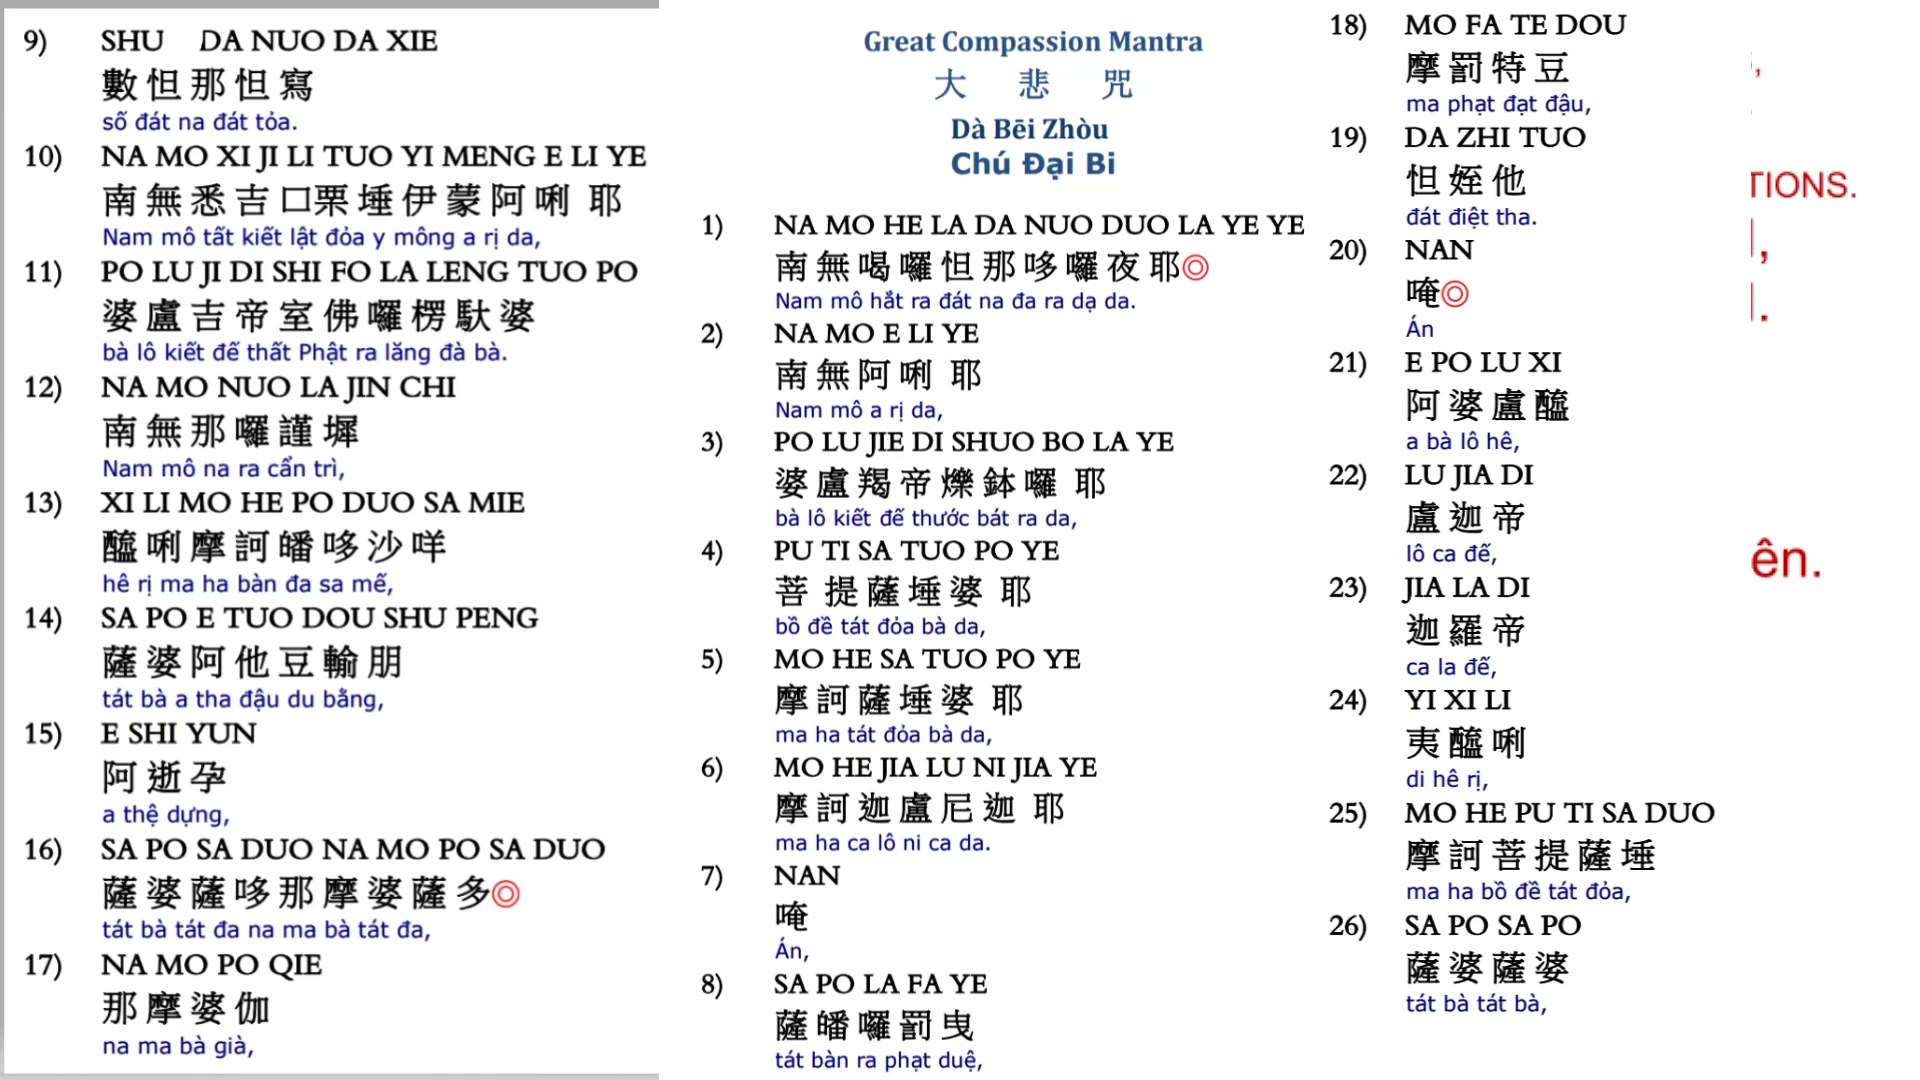 9) SHU DA NUO DA XIE
數 怛 那 怛 寫
số đát na đát tỏa.
10) NA MO XI JI LI TUO YI MENG E LI YE
南 無 悉 吉 口栗 埵 伊 蒙 阿 唎 耶
Nam mô tất kiết lật đỏa y mông a rị da,
11) PO LU JI DI SHI FO LA LENG TUO PO
婆 盧 吉 帝 室 佛 囉 楞 馱 婆
bà lô kiết đế thất Phật ra lăng đà bà.
12) NA MO NUO LA JIN CHI
南 無 那 囉 謹 墀
Nam mô na ra cẩn trì,
13) XI LI MO HE PO DUO SA MIE
醯 唎 摩 訶 皤 哆 沙 咩
hê rị ma ha bàn đa sa mế,
14) SA PO E TUO DOU SHU PENG
薩 婆 阿 他 豆 輸 朋
tát bà a tha đậu du bằng,
15) E SHI YUN
阿 逝 孕
a thệ dựng,
16) SA PO SA DUO NA MO PO SA DUO
薩 婆 薩 哆 那 摩 婆 薩 多◎
tát bà tát đa na ma bà tát đa,
17) NA MO PO QIE
那 摩 婆 伽
na ma bà già,
Great Compassion Mantra
大 悲 咒
Dà Bēi Zhòu
Chú Đại Bi
1) NA MO HE LA DA NUO DUO LA YE YE
南 無 喝 囉 怛 那 哆 囉 夜 耶◎
Nam mô hắt ra đát na đa ra dạ da.
2) NA MO E LI YE
南 無 阿 唎 耶
Nam mô a rị da,
3) PO LU JIE DI SHUO BO LA YE
婆 盧 羯 帝 爍 鉢 囉 耶
bà lô kiết đế thước bát ra da,
4) PU TI SA TUO PO YE
菩 提 薩 埵 婆 耶
bồ đề tát đỏa bà da,
5) MO HE SA TUO PO YE
摩 訶 薩 埵 婆 耶
ma ha tát đỏa bà da,
6) MO HE JIA LU NI JIA YE
摩 訶 迦 盧 尼 迦 耶
ma ha ca lô ni ca da.
7) NAN
唵
Án,
8) SA PO LA FA YE
薩 皤 囉 罰 曳
tát bàn ra phạt duệ,
18) MO FA TE DOU
摩 罰 特 豆
ma phạt đạt đậu,
19) DA ZHI TUO
怛 姪 他
đát điệt tha.
20) NAN
唵◎
Án
21) E PO LU XI
阿 婆 盧 醯
a bà lô hê,
22) LU JIA DI
盧 迦 帝
lô ca đế,
23) JIA LA DI
迦 羅 帝
ca la đế,
24) YI XI LI
夷 醯 唎
di hê rị,
25) MO HE PU TI SA DUO
摩 訶 菩 提 薩 埵
ma ha bồ đề tát đỏa,
26) SA PO SA PO
薩 婆 薩 婆
tát bà tát bà,
TIONS.
ên.